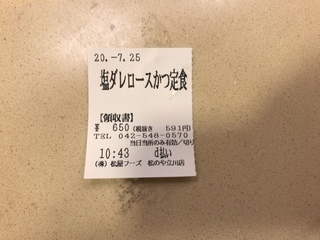 20.-7.25
塩ダレロースかつ定食
【領収書】
¥ 650(税抜き 591円)
TEL 042-548-0570
当日当所のみ有効/切り
10:43 d払い
(株)松屋フーズ 松のや立川店